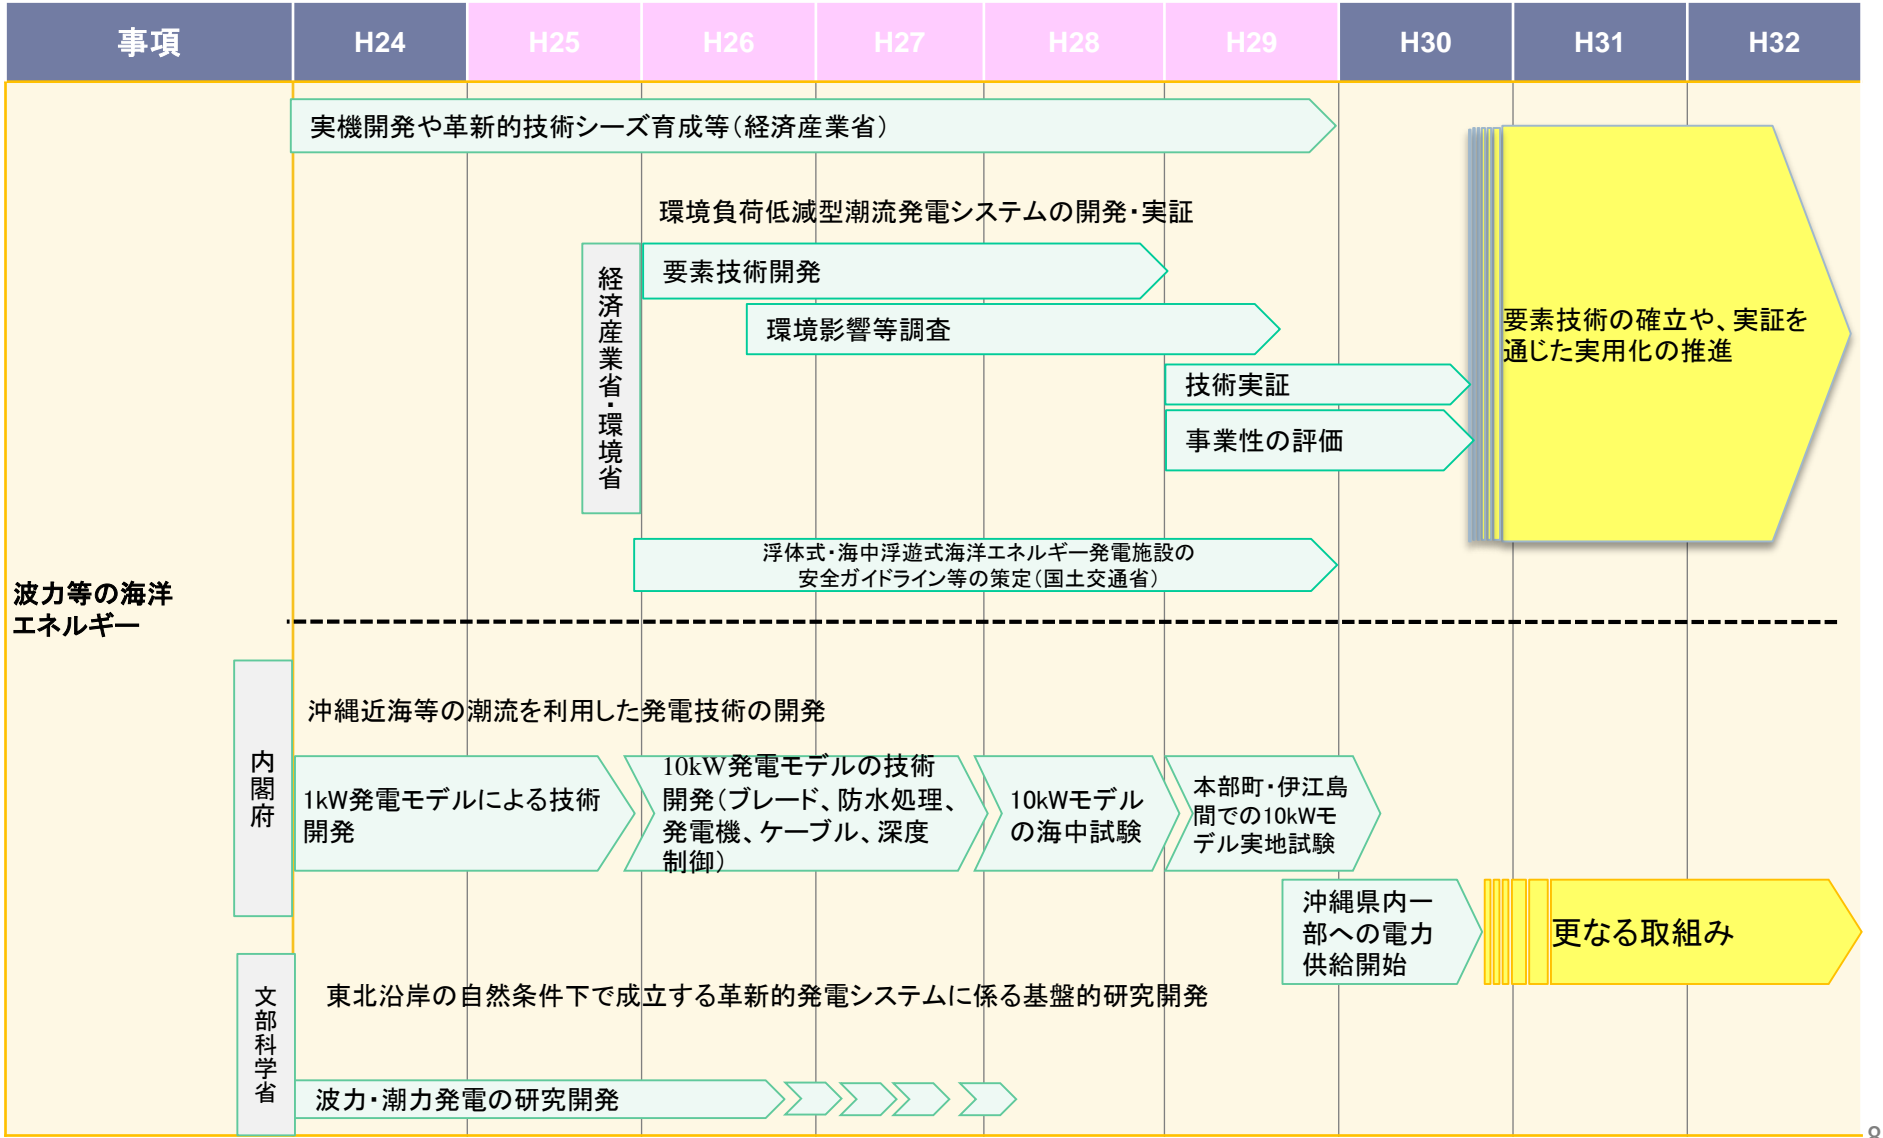 事項
H24
H25
H26
H27
H28
H29
H30
H31
H32
実機開発や革新的技術シーズ育成等(経済産業省)
環境負荷低減型潮流発電システムの開発・実証
経済産業省・環境省
要素技術開発
環境影響等調査
技術実証
事業性の評価
要素技術の確立や、実証を
通じた実用化の推進
浮体式・海中浮遊式海洋エネルギー発電施設の
安全ガイドライン等の策定(国土交通省)
波力等の海洋
エネルギー
内閣府
沖縄近海等の潮流を利用した発電技術の開発
1kW発電モデルによる技術
開発
10kW発電モデルの技術
開発(ブレード、防水処理、
発電機、ケーブル、深度
制御)
10kWモデル
の海中試験
本部町・伊江島
間での10kWモ
デル実地試験
沖縄県内一
部への電力
供給開始
更なる取組み
文部科学省
東北沿岸の自然条件下で成立する革新的発電システムに係る基盤的研究開発
波力・潮力発電の研究開発